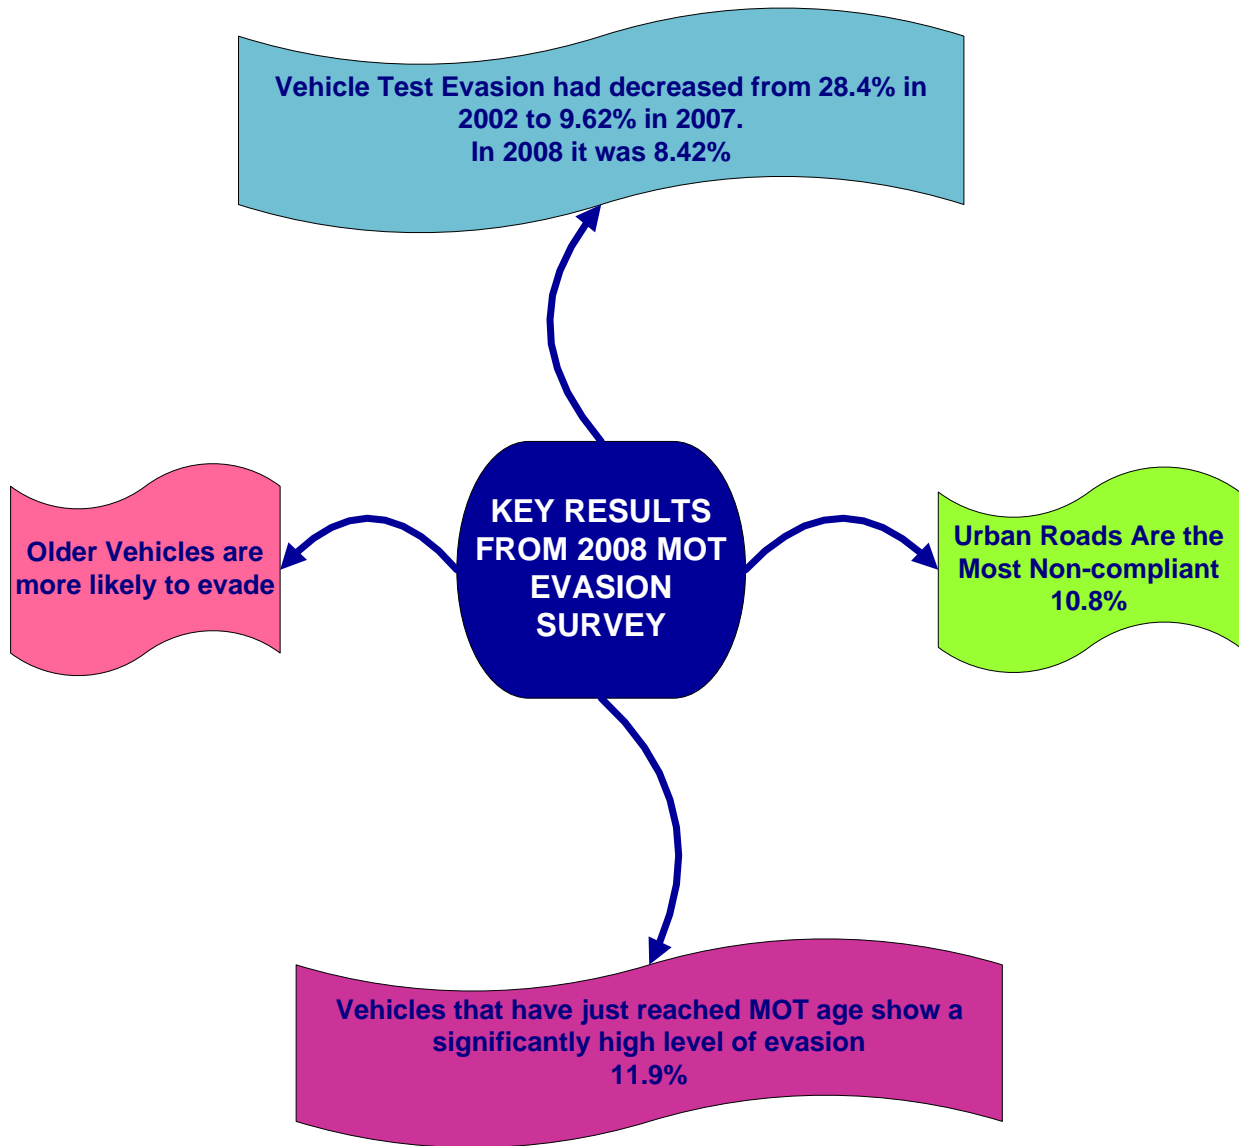 Vehicle Test Evasion had decreased from 28.4% in
2002 to 9.62% in 2007.
In 2008 it was 8.42%
KEY RESULTS
FROM 2008 MOT
EVASION
SURVEY
Older Vehicles are
more likely to evade
Urban Roads Are the
Most Non-compliant
10.8%
Vehicles that have just reached MOT age show a
significantly high level of evasion
11.9%